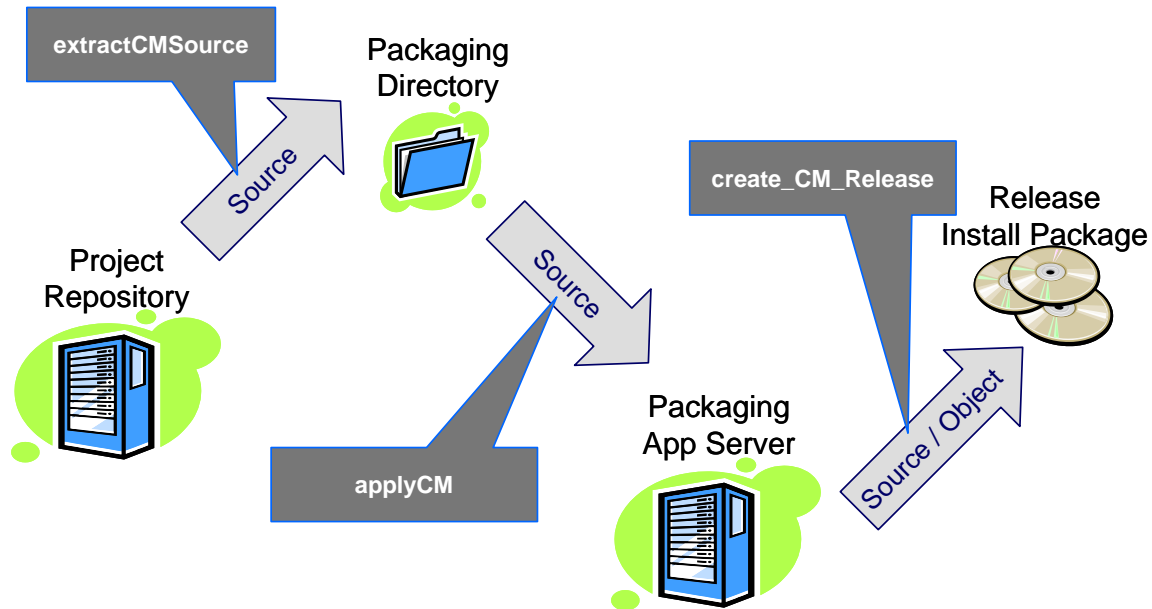 extractCMSource
Packaging
Directory
Source
create_CM_Release
Release
Install Package
Project
Repository
Source
Packaging
App Server
Source / Object
applyCM